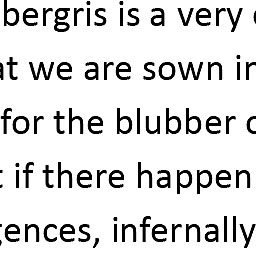 bergris is a very
at we are sown in
for the blubber
if there happen
gences, infernally